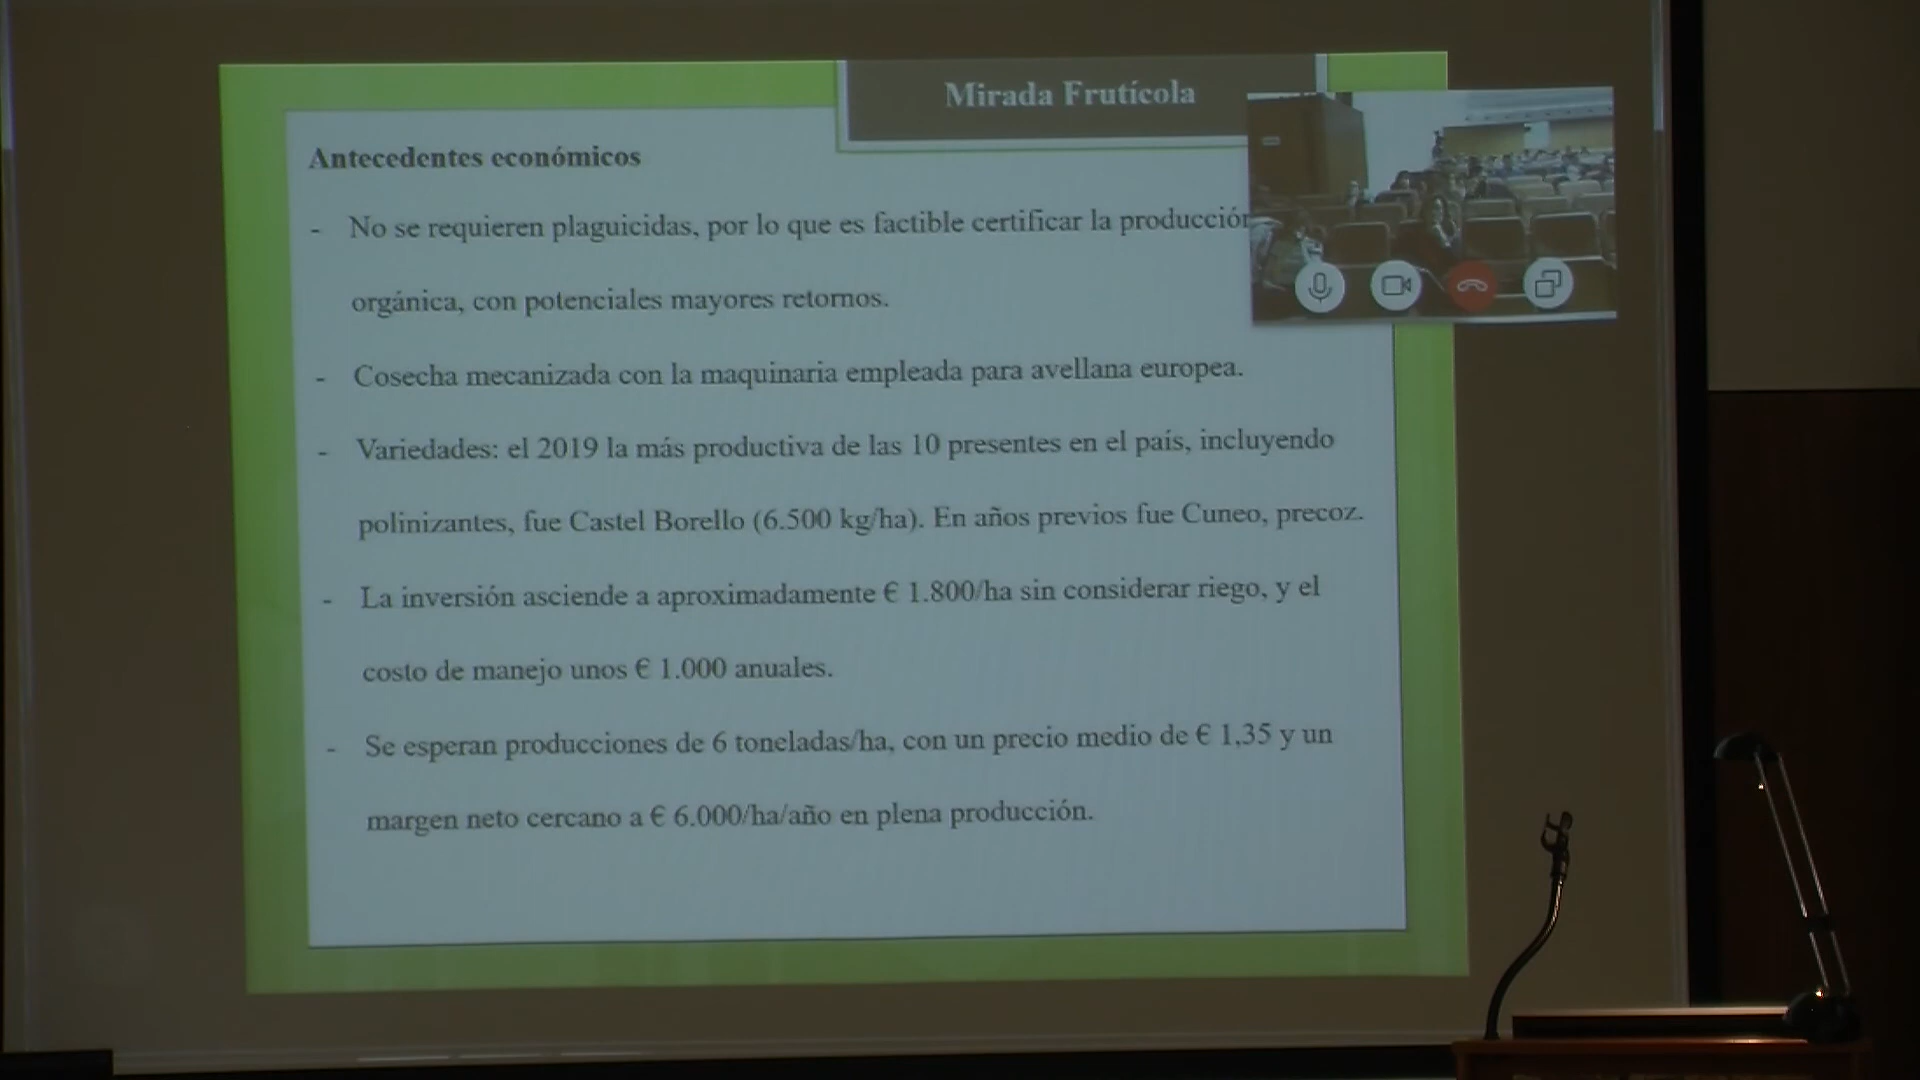 Mirada Frutícola
Antecedentes económicos
- No se requieren plaguicidas, por lo que es factible certificar la producción
orgánica, con potenciales mayores retornos.
- Cosecha mecanizada con la maquinaria empleada para avellana europea.
- Variedades: el 2019 la más productiva de las 10 presentes en el país, incluyendo
polinizantes, fue Castel Borello (6.500 kg/ha). En años previos fue Cuneo, precoz.
- La inversión asciende a aproximadamente € 1.800/ha sin considerar riego, y el
costo de manejo unos € 1.000 anuales.
- Se esperan producciones de 6 toneladas/ha, con un precio medio de € 1,35 y un
margen neto cercano a € 6.000/ha/año en plena producción.